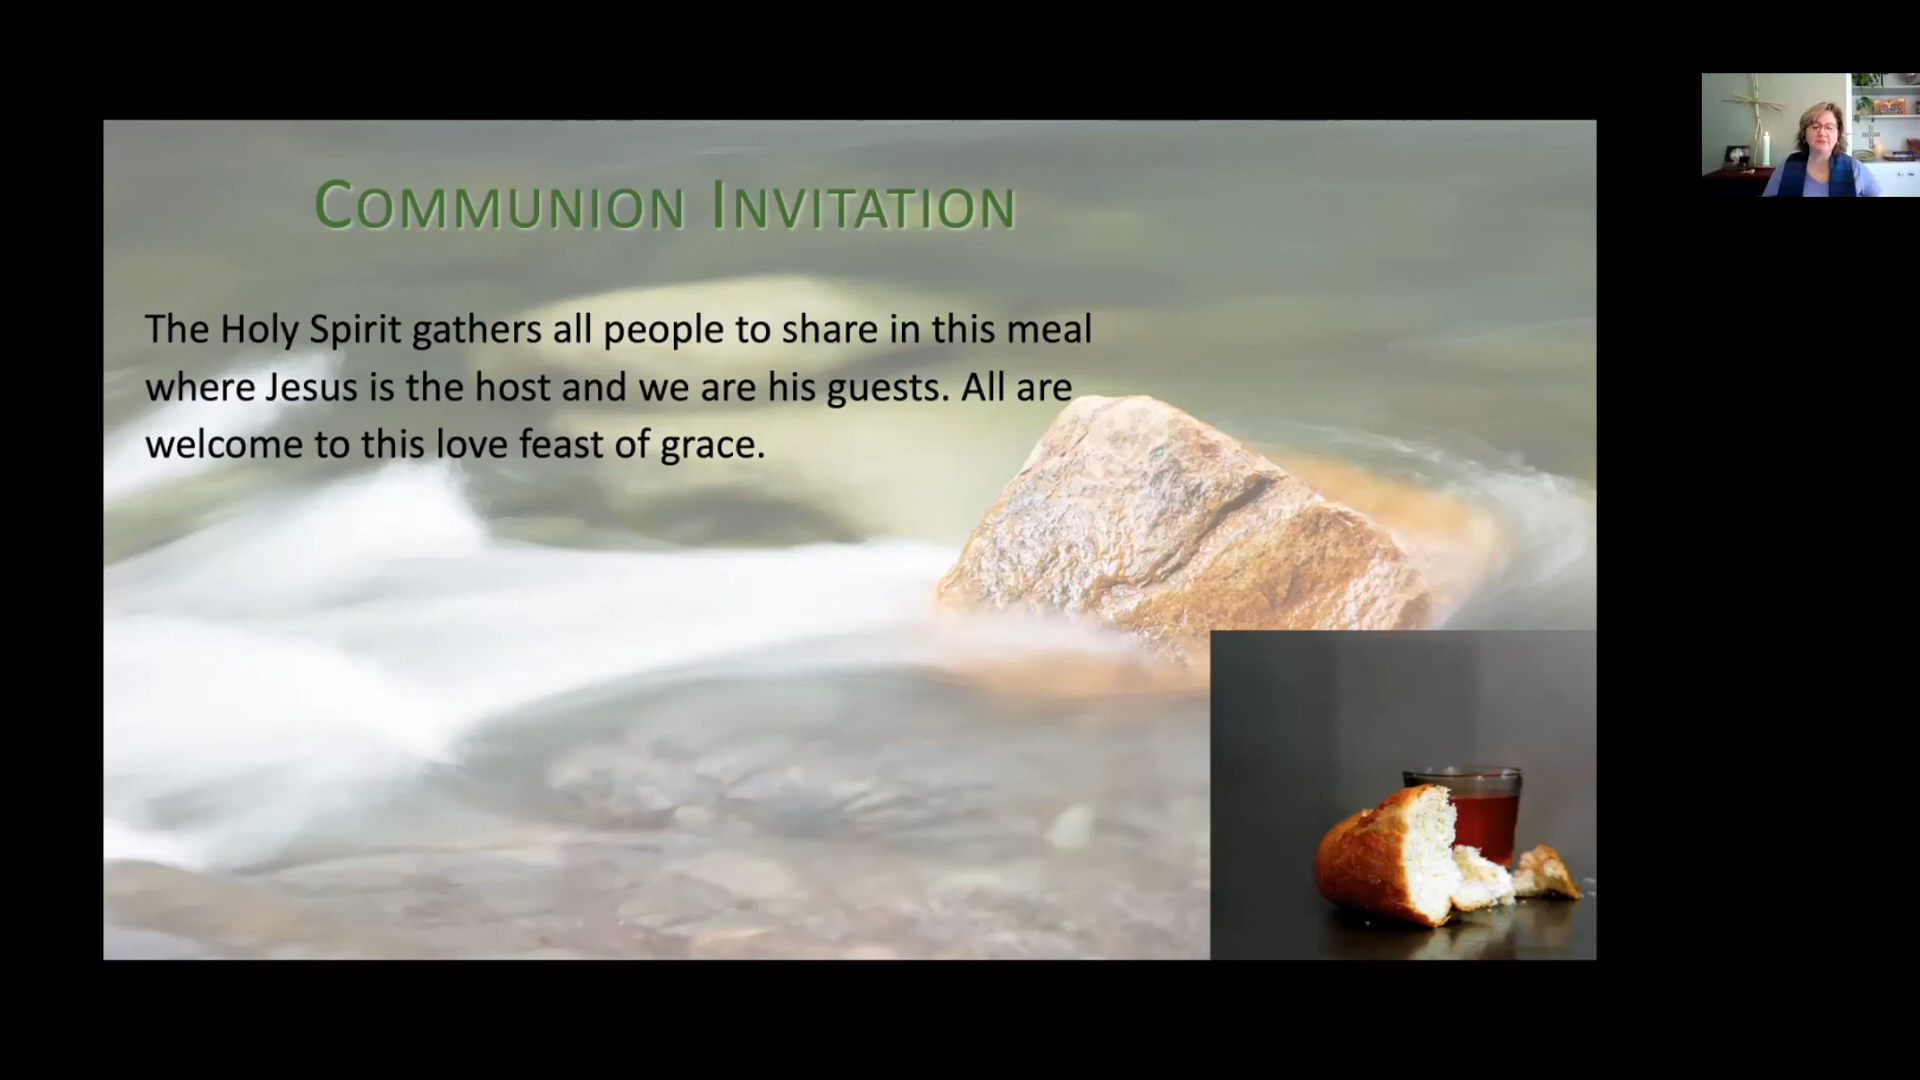 COMMUNION INVITATION
The Holy Spirit gathers all people to share in this meal
where Jesus is the host and we are his guests. All are
welcome to this love feast of grace.